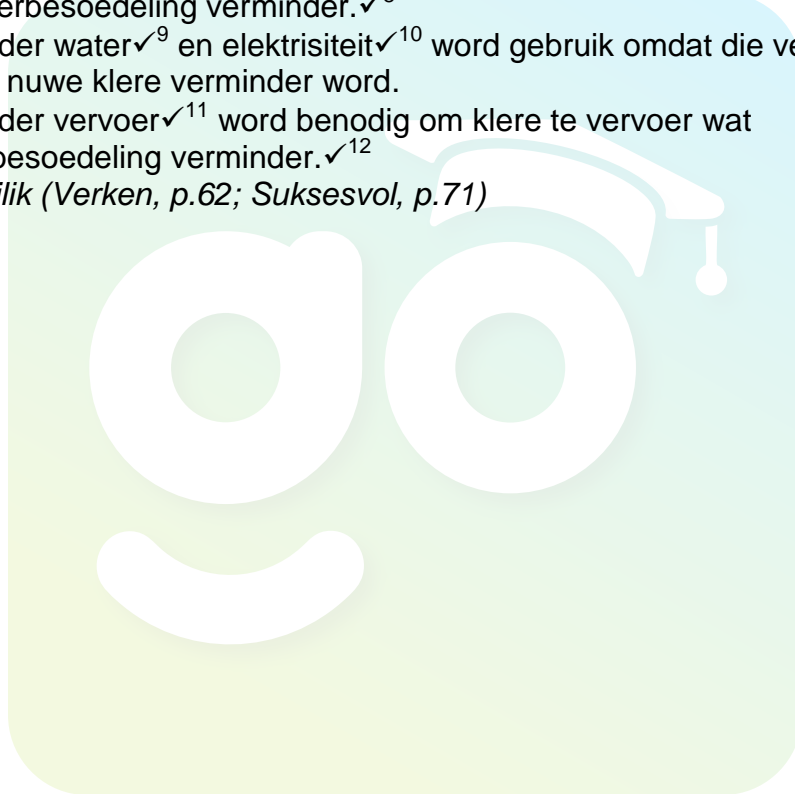 erbesoedeling verminder.✓
der water✓9 en elektrisiteit✓10 word gebruik omdat die ve
nuwe klere verminder word.
der vervoer✓11 word benodig om klere te vervoer wat
besoedeling verminder.✓12
ilik (Verken, p.62; Suksesvol, p.71)
go